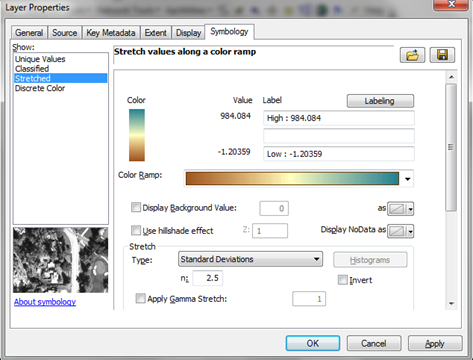 Layer Properties
General Source Key Metadata Extent Display Symbology
Show:
Unique Values
Classified
Stretched
Discrete Color
Stretch values along a color ramp
Color Value Label Labeling
984.084 High : 984.084
-1.20359 Low : -1.20359
Color Ramp:
Display Background Value: 0 as
Use hillshade effect Z: 1 Display NoData as
Stretch
Type: Standard Deviations Histograms
n: 2.5 Invert
Apply Gamma Stretch: 1
About symbology
OK Cancel Apply